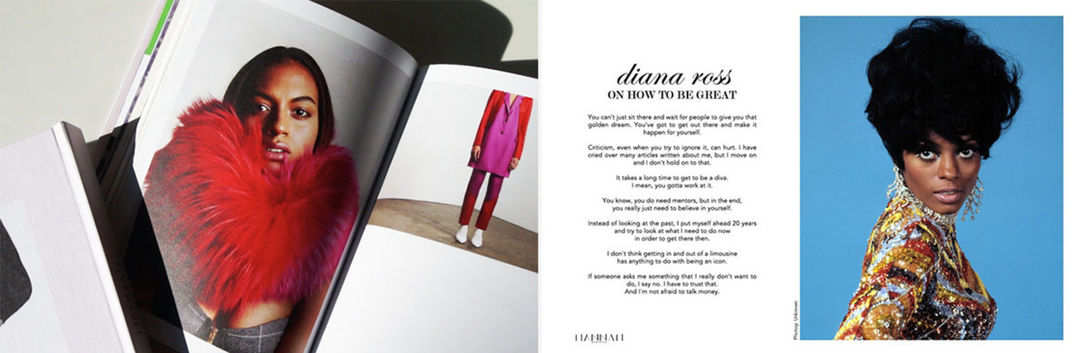 diana ross
ON HOW TO BE GREAT
You can't just sit there and wait for people to give you that
golden dream. You've got to get out there and make it
happen for yourself.
Criticism, even when you try to ignore it, can hurt. I have
cried over many articles written about me, but I move on
and I don't hold on to that.
It takes a long time to get to be a diva.
I mean, you gotta work at it.
You know, you do need mentors, but in the end,
you really just need to believe in yourself.
Instead of looking at the past, I put myself ahead 20 years
and try to look at what I need to do now
in order to get there then.
I don't think getting in and out of a limousine
has anything to do with being an icon.
If someone asks me something that I really don't want to
do, I say no. I have to trust that.
And I'm not afraid to talk money.
HANNAH
Photog: Unknown